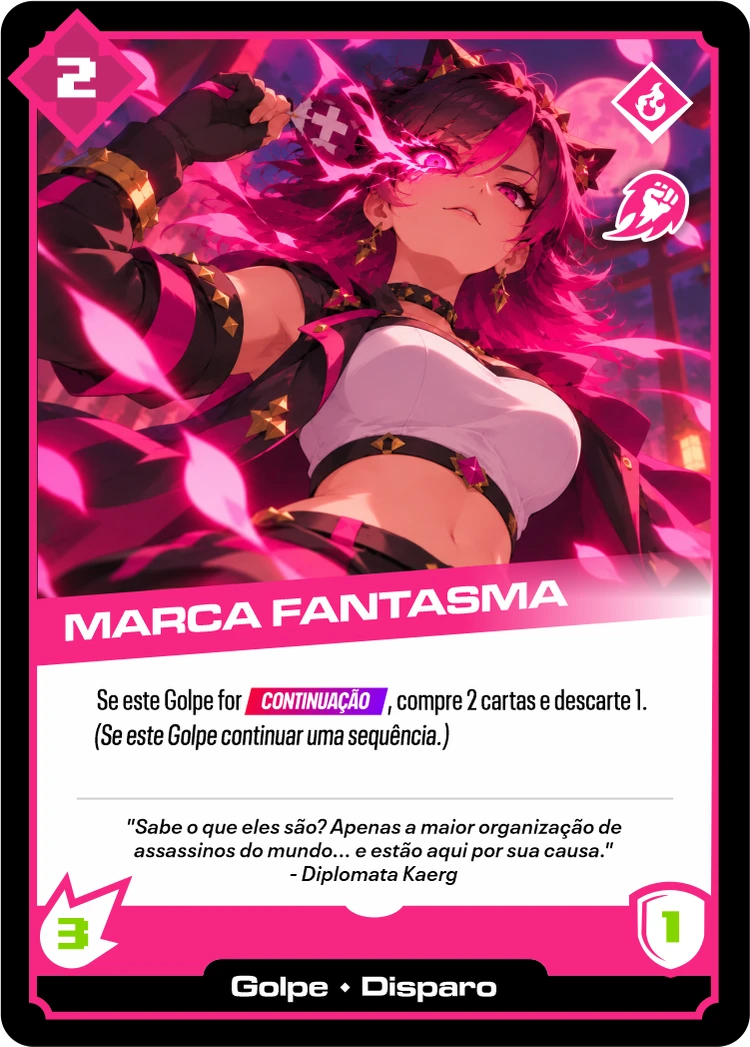 2
MARCA FANTASMA
Se este Golpe for CONTINUAÇÃO, compre 2 cartas e descarte 1.
(Se este Golpe continuar uma sequência.)
"Sabe o que eles são? Apenas a maior organização de
assassinos do mundo... e estão aqui por sua causa."
- Diplomata Kaerg
3
1
Golpe • Disparo